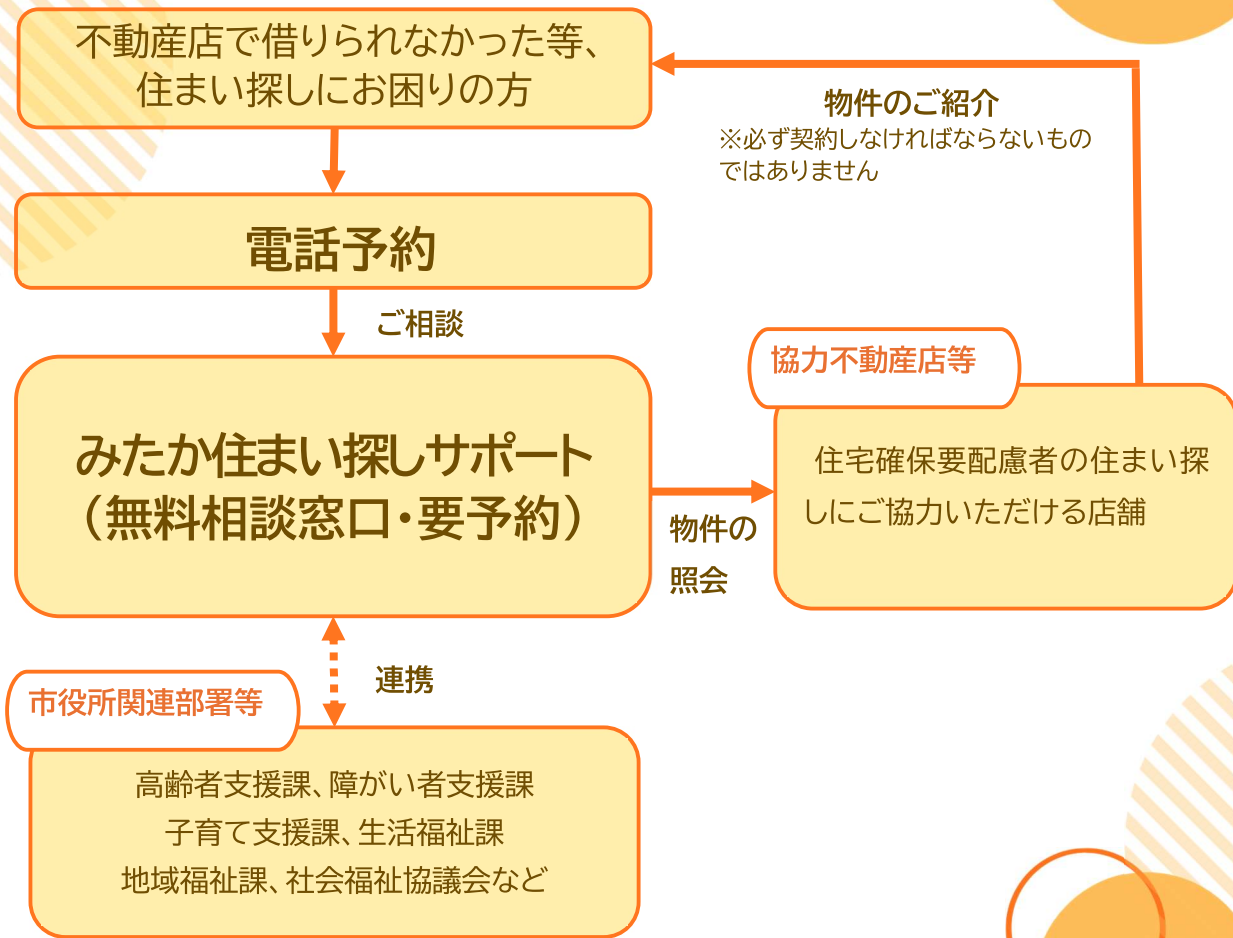 不動産店で借りられなかった等、
住まい探しにお困りの方
物件のご紹介
※必ず契約しなければならないもの
ではありません
電話予約
ご相談
みたか住まい探しサポート
（無料相談窓口・要予約）
物件の
照会
協力不動産店等
住宅確保要配慮者の住まい探
しにご協力いただける店舗
連携
市役所関連部署等
高齢者支援課、障がい者支援課
子育て支援課、生活福祉課
地域福祉課、社会福祉協議会など